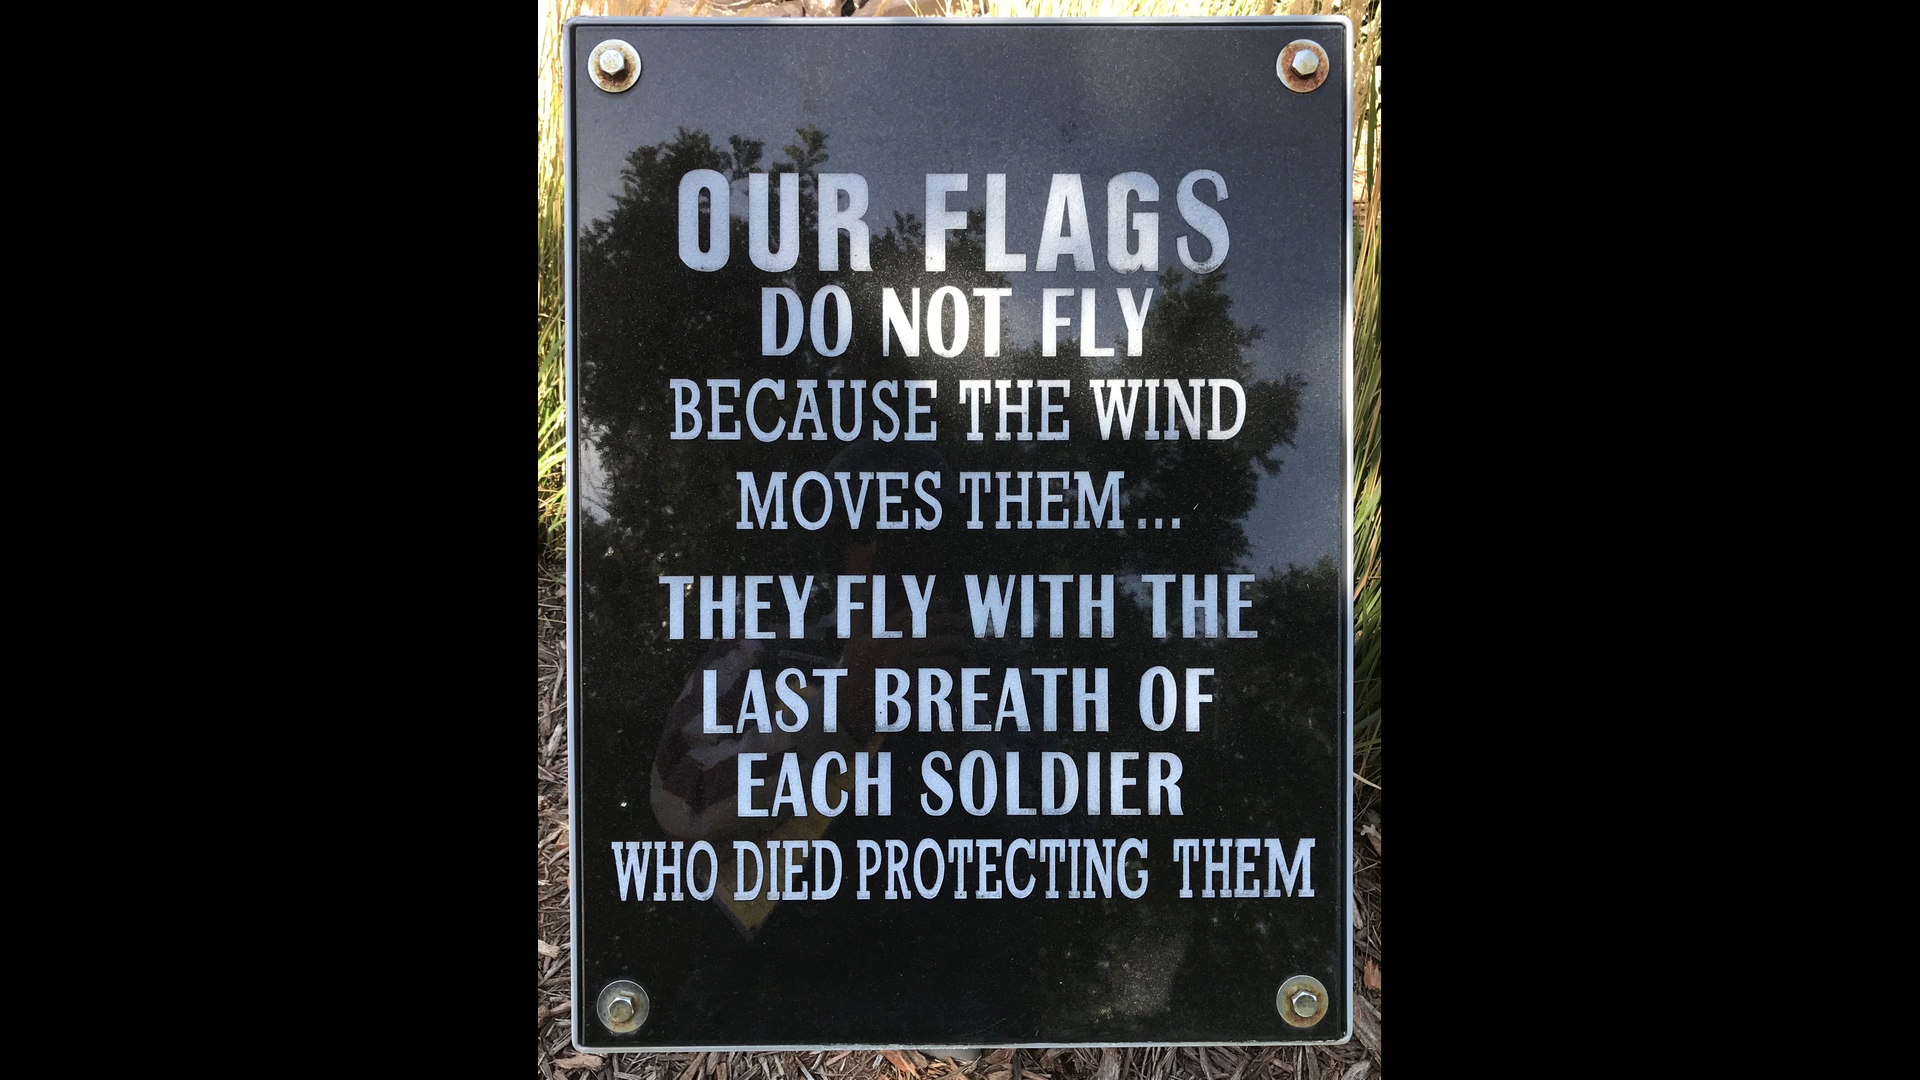 OUR FLAGS
DO NOT FLY
BECAUSE THE WIND
MOVES THEM...
THEY FLY WITH THE
LAST BREATH OF
EACH SOLDIER
WHO DIED PROTECTING THEM